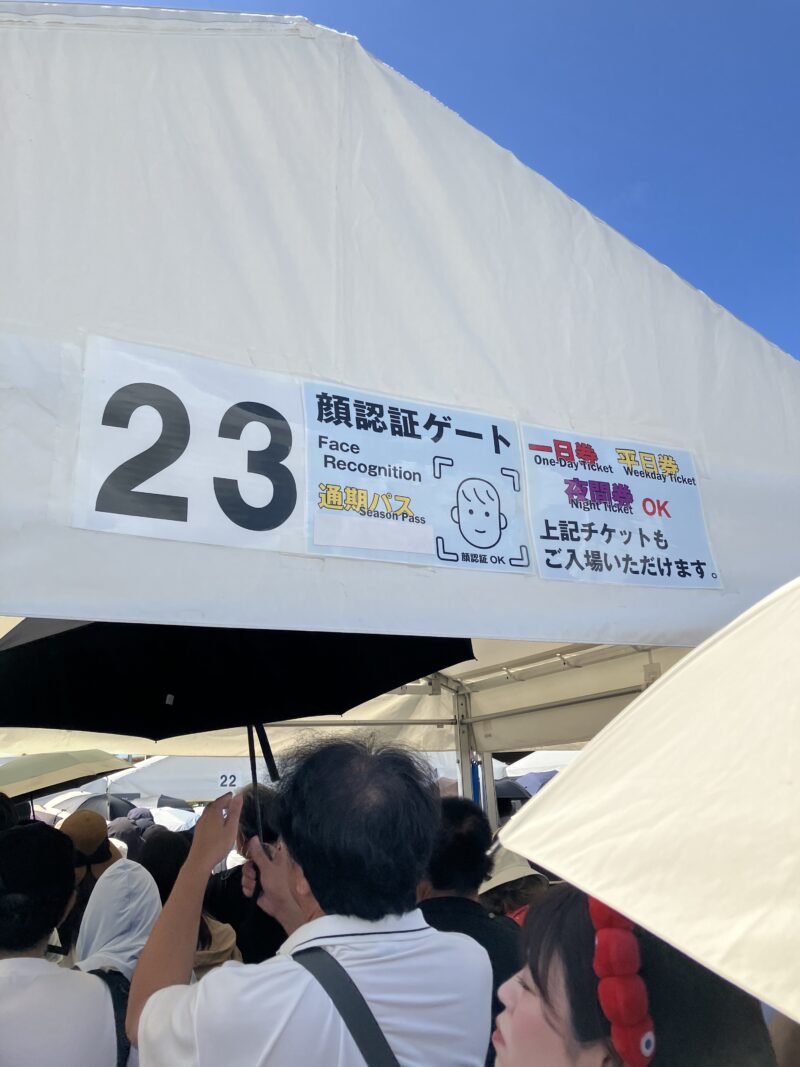 23
顔認証ゲート
Face
Recognition
通期パス
Season Pass
顔認証 OK
一日券 平日券
One-Day Ticket Weekday Ticket
夜間券 OK
Night Ticket
上記チケットも
ご入場いただけます。
22